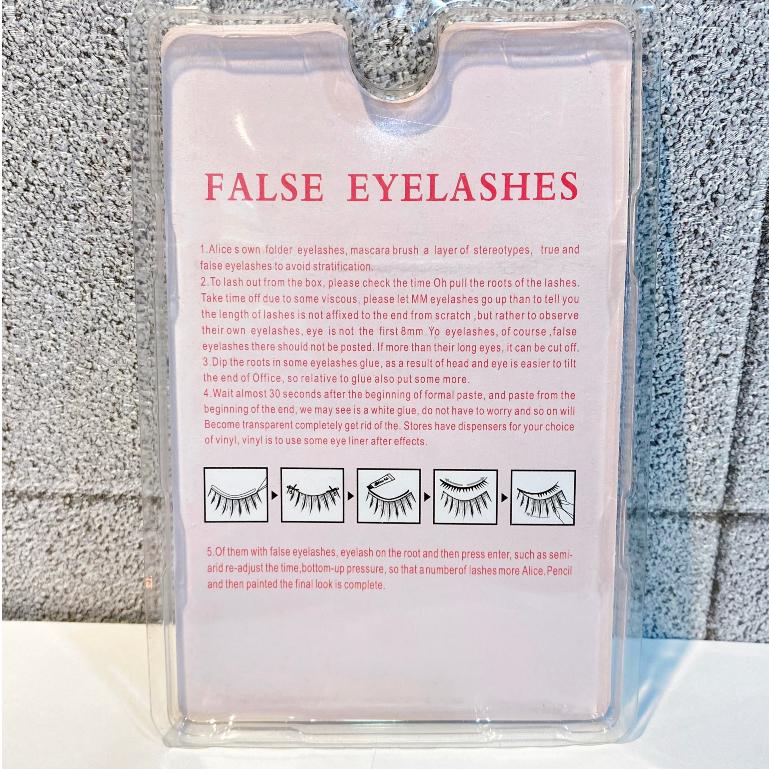 FALSE EYELASHES
1.Alice s own folder eyelashes, mascara brush a layer of stereotypes, true and
false eyelashes to avoid stratification.
2.To lash out from the box, please check the time Oh pull the roots of the lashes.
Take time off due to some viscous, please let MM eyelashes go up than to tell you
the length of lashes is not affixed to the end from scratch ,but rather to observe
their own eyelashes, eye is not the first 8mm Yo eyelashes, of course ,false
eyelashes there should not be posted. If more than their long eyes, it can be cut off.
3.Dip the roots in some eyelashes glue, as a result of head and eye is easier to tilt
the end of Office, so relative to glue also put some more.
4.Wait almost 30 seconds after the beginning of formal paste, and paste from the
beginning of the end, we may see is a white glue, do not have to worry and so on will
Become transparent completely get rid of the. Stores have dispensers for your choice
of vinyl, vinyl is to use some eye liner after effects.
5.Of them with false eyelashes, eyelash on the root and then press enter, such as semi-
arid re-adjust the time,bottom-up pressure, so that a number of lashes more Alice.Pencil
and then painted the final look is complete.